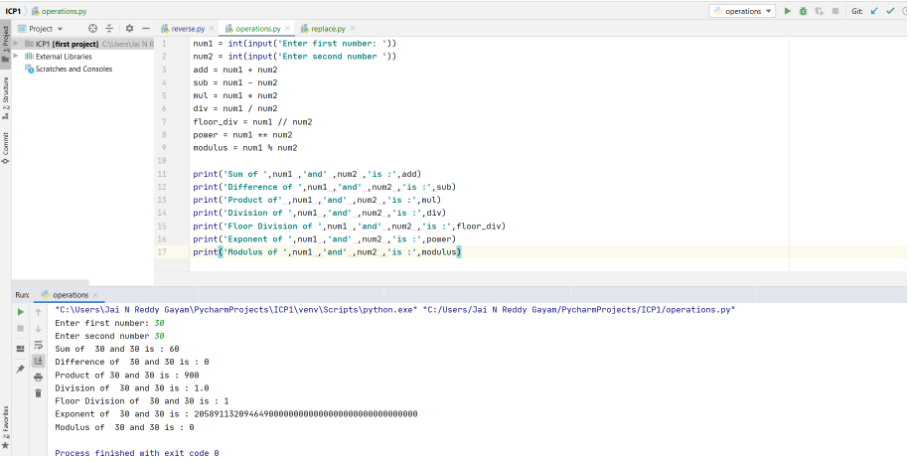 ICP1 operations.py operations Git:
Project reverse.py operations.py replace.py
ICP1 [first project] C:\Users\Jai N R
External Libraries
Scratches and Consoles
1 num1 = int(input('Enter first number: '))
2 num2 = int(input('Enter second number '))
3 add = num1 + num2
4 sub = num1 - num2
5 mul = num1 * num2
6 div = num1 / num2
7 floor_div = num1 // num2
8 power = num1 ** num2
9 modulus = num1 % num2
10
11 print('Sum of ',num1 ,'and' ,num2 ,'is :',add)
12 print('Difference of ',num1 ,'and' ,num2 ,'is :',sub)
13 print('Product of' ,num1 ,'and' ,num2 ,'is :',mul)
14 print('Division of ',num1 ,'and' ,num2 ,'is :',div)
15 print('Floor Division of ',num1 ,'and' ,num2 ,'is :',floor_div)
16 print('Exponent of ',num1 ,'and' ,num2 ,'is :',power)
17 print('Modulus of ',num1 ,'and' ,num2 ,'is :',modulus)
1: Project
7: Structure
Commit
2: Favorites
Run: operations
"C:\Users\Jai N Reddy Gayam\PycharmProjects\ICP1\venv\Scripts\python.exe" "C:/Users/Jai N Reddy Gayam/PycharmProjects/ICP1/operations.py"
Enter first number: 30
Enter second number 30
Sum of  30 and 30 is : 60
Difference of  30 and 30 is : 0
Product of 30 and 30 is : 900
Division of  30 and 30 is : 1.0
Floor Division of  30 and 30 is : 1
Exponent of  30 and 30 is : 205891132094649000000000000000000000000000000
Modulus of  30 and 30 is : 0
Process finished with exit code 0